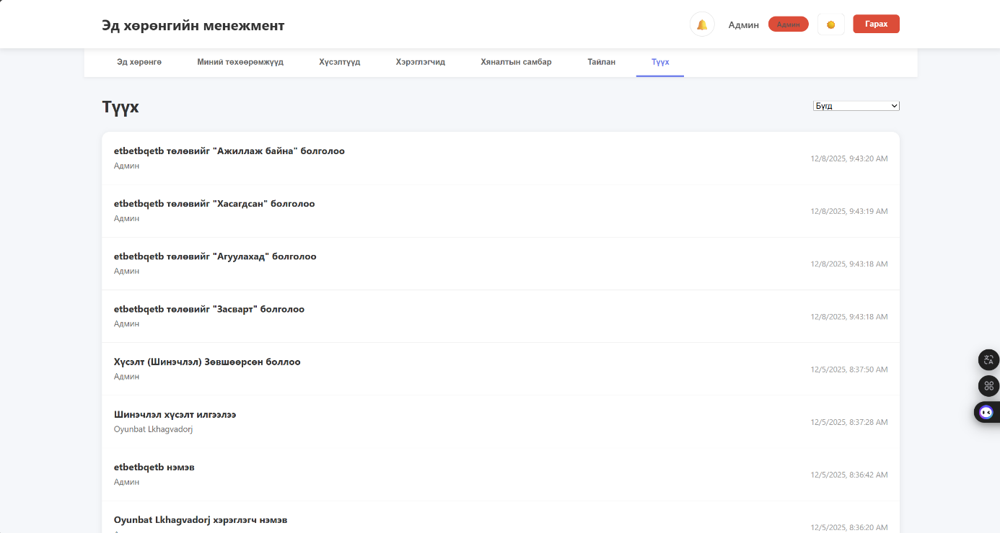 Эд хөрөнгийн менежмент
Админ
Админ
Гарах
Эд хөрөнгө
Миний төхөөрөмжүүд
Хүсэлтүүд
Хэрэглэгчид
Хяналтын самбар
Тайлан
Түүх
Түүх
Бүгд
etbetbqetb төлөвийг "Ажиллаж байна" болголоо
Админ
12/8/2025, 9:43:20 AM
etbetbqetb төлөвийг "Хасагдсан" болголоо
Админ
12/8/2025, 9:43:19 AM
etbetbqetb төлөвийг "Агуулахад" болголоо
Админ
12/8/2025, 9:43:18 AM
etbetbqetb төлөвийг "Засварт" болголоо
Админ
12/8/2025, 9:43:18 AM
Хүсэлт (Шинэчлэл) Зөвшөөрсөн боллоо
Админ
12/5/2025, 8:37:50 AM
Шинэчлэл хүсэлт илгээлээ
Oyunbat Lkhagvadorj
12/5/2025, 8:37:28 AM
etbetbqetb нэмэв
Админ
12/5/2025, 8:36:42 AM
Oyunbat Lkhagvadorj хэрэглэгч нэмэв
12/5/2025, 8:36:20 AM